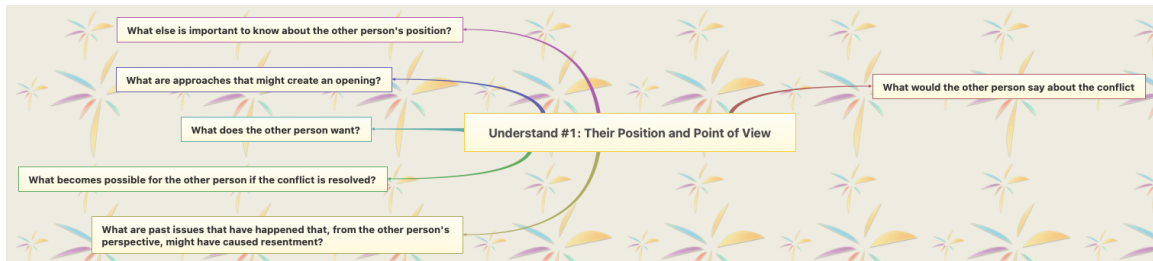 What else is important to know about the other person's position?
What are approaches that might create an opening?
What would the other person say about the conflict
What does the other person want?
Understand #1: Their Position and Point of View
What becomes possible for the other person if the conflict is resolved?
What are past issues that have happened that, from the other person's
perspective, might have caused resentment?